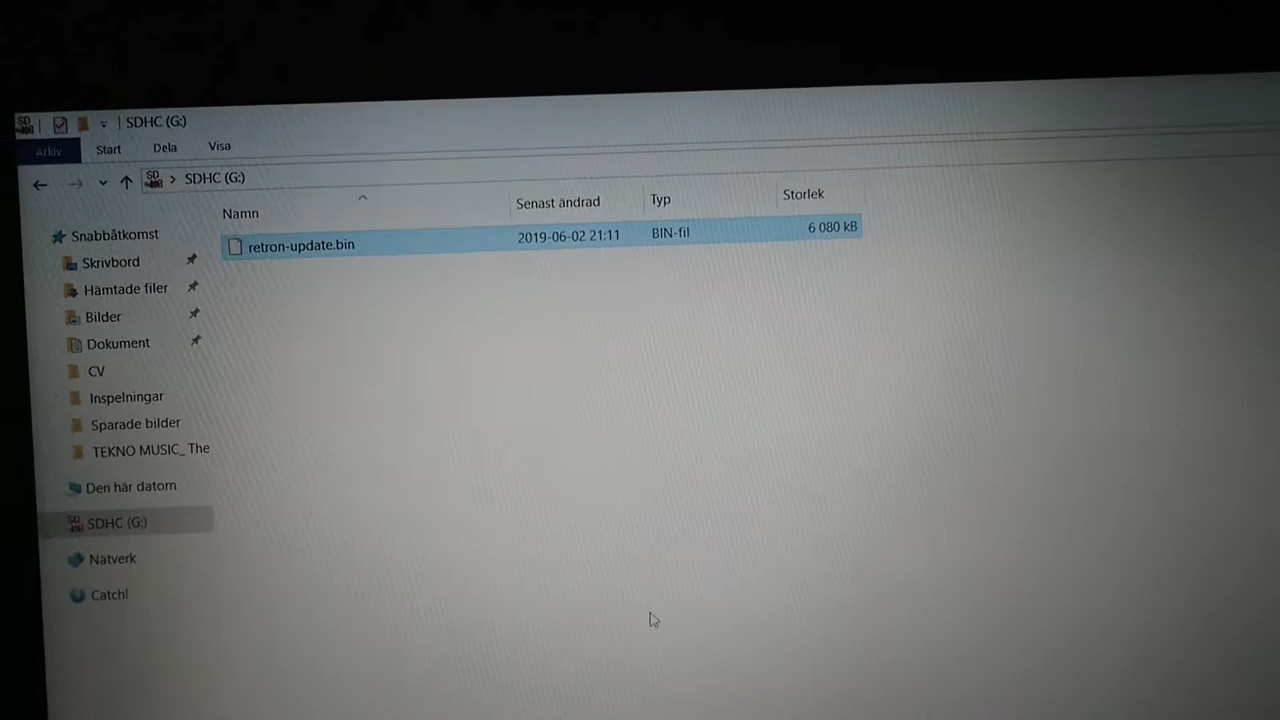 SDHC (G:)
Arkiv Start Dela Visa
SDHC (G:)
Namn Senast ändrad Typ Storlek
retron-update.bin 2019-06-02 21:11 BIN-fil 6 080 kB
Snabbåtkomst
Skrivbord
Hämtade filer
Bilder
Dokument
CV
Inspelningar
Sparade bilder
TEKNO MUSIC_ The
Den här datorn
SDHC (G:)
Nätverk
Catch!